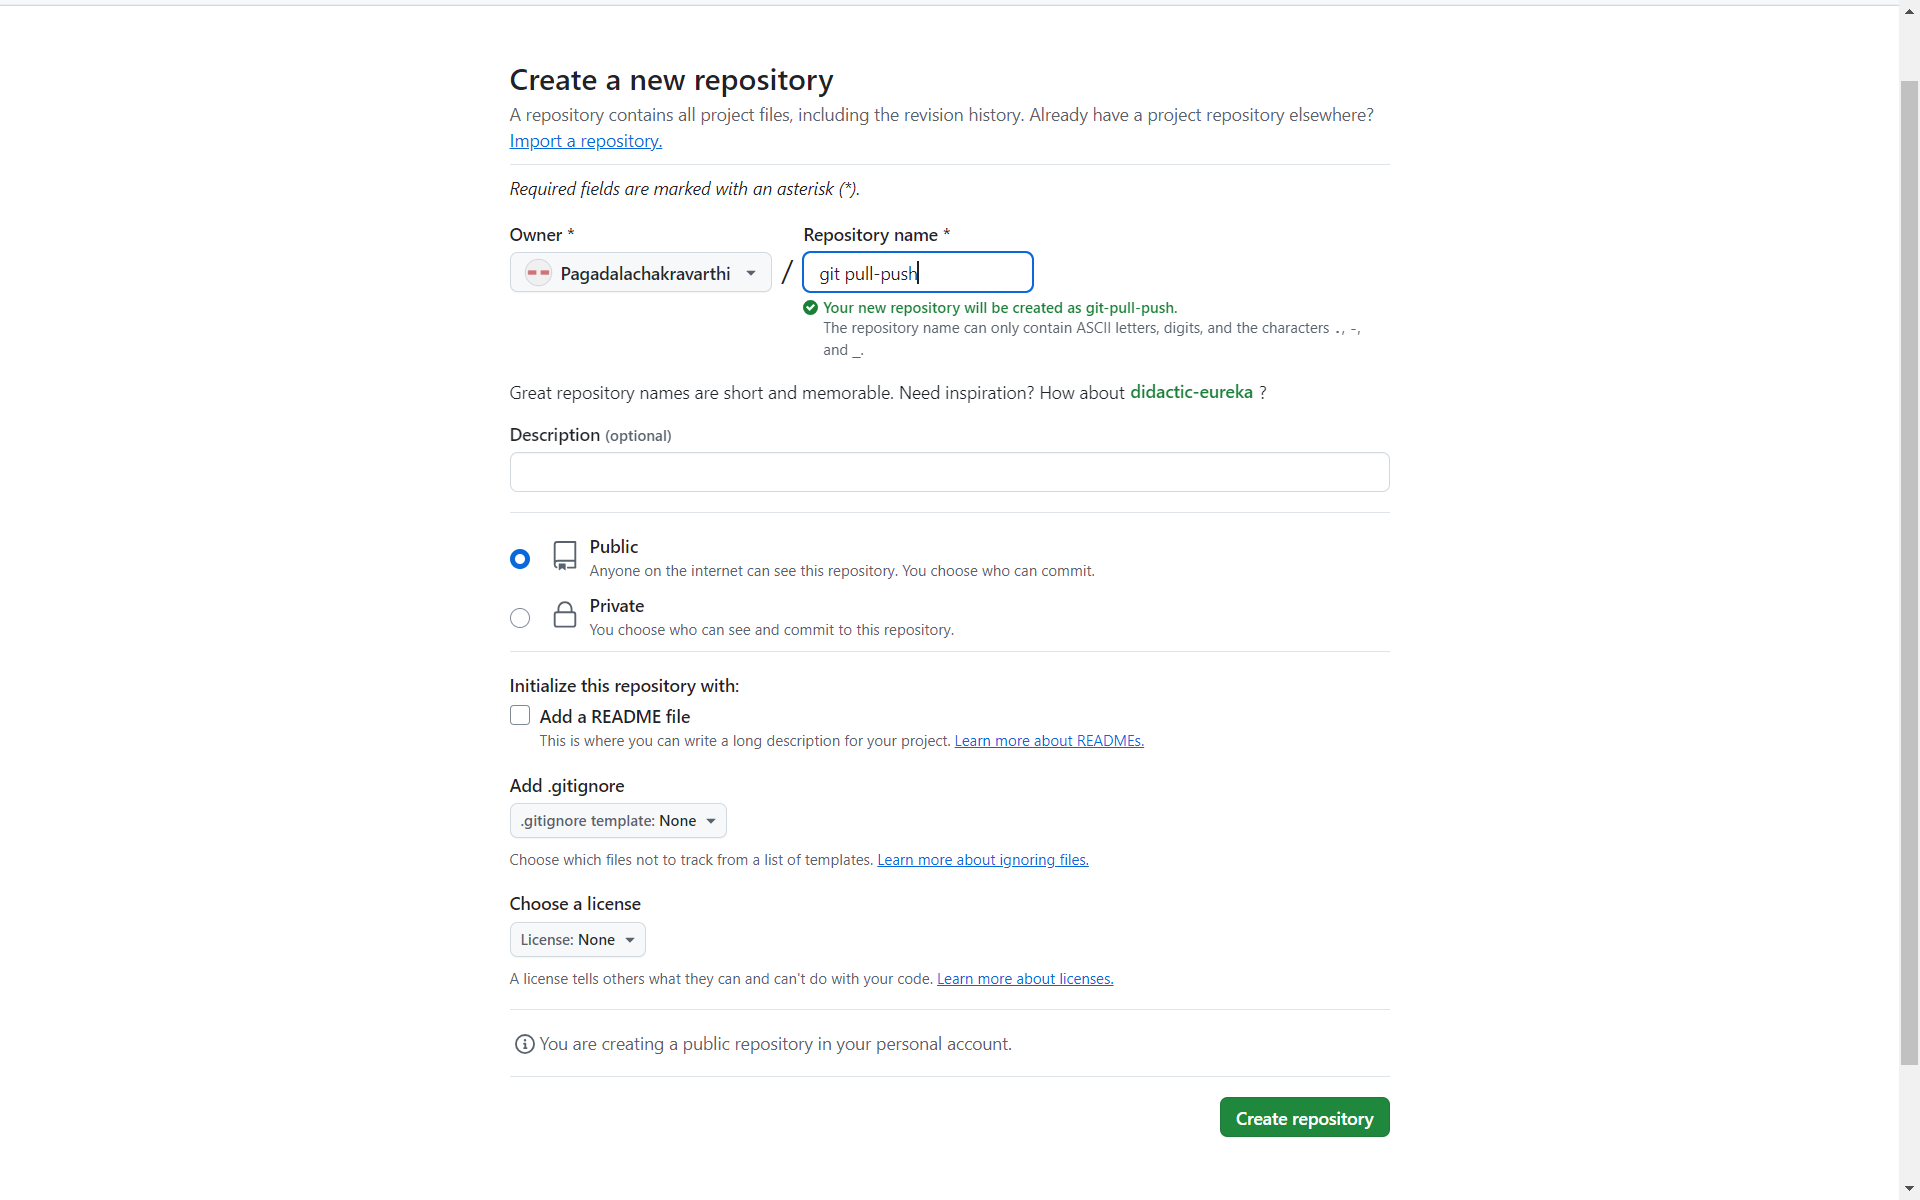 Create a new repository
A repository contains all project files, including the revision history. Already have a project repository elsewhere?
Import a repository.
Required fields are marked with an asterisk (*).
Owner *
Repository name *
Pagadalachakravarthi
/
git pull-push
Your new repository will be created as git-pull-push.
The repository name can only contain ASCII letters, digits, and the characters ., -,
and _.
Great repository names are short and memorable. Need inspiration? How about didactic-eureka ?
Description (optional)
Public
Anyone on the internet can see this repository. You choose who can commit.
Private
You choose who can see and commit to this repository.
Initialize this repository with:
Add a README file
This is where you can write a long description for your project. Learn more about READMEs.
Add .gitignore
.gitignore template: None
Choose which files not to track from a list of templates. Learn more about ignoring files.
Choose a license
License: None
A license tells others what they can and can't do with your code. Learn more about licenses.
You are creating a public repository in your personal account.
Create repository